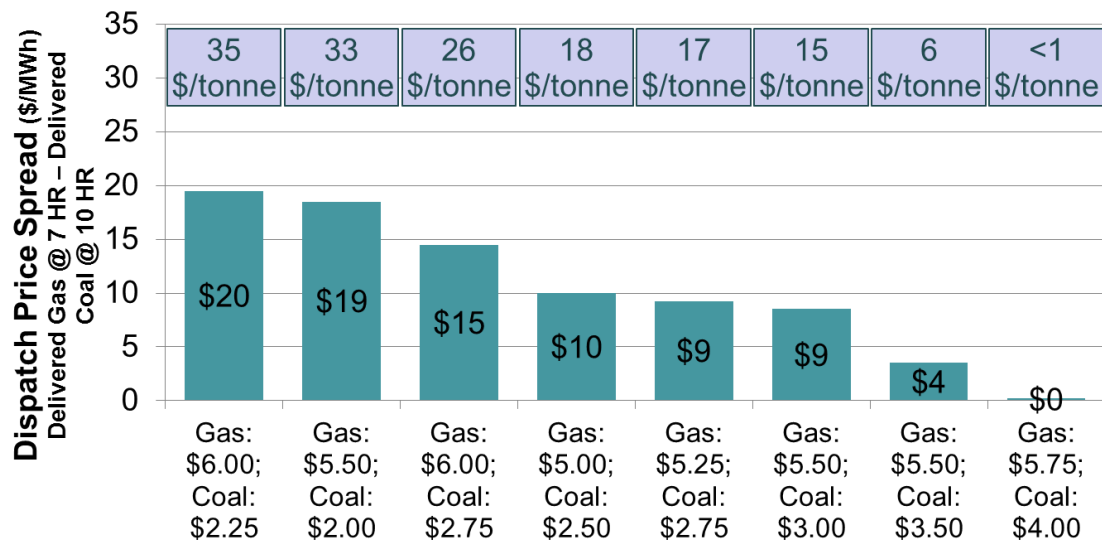 Dispatch Price Spread ($/MWh)
Delivered Gas @ 7 HR – Delivered
Coal @ 10 HR
35
30
25
20
15
10
5
0
35
$/tonne
33
$/tonne
26
$/tonne
18
$/tonne
17
$/tonne
15
$/tonne
6
$/tonne
<1
$/tonne
$20
$19
$15
$10
$9
$9
$4
$0
Gas:
$6.00;
Coal:
$2.25
Gas:
$5.50;
Coal:
$2.00
Gas:
$6.00;
Coal:
$2.75
Gas:
$5.00;
Coal:
$2.50
Gas:
$5.25;
Coal:
$2.75
Gas:
$5.50;
Coal:
$3.00
Gas:
$5.50;
Coal:
$3.50
Gas:
$5.75;
Coal:
$4.00